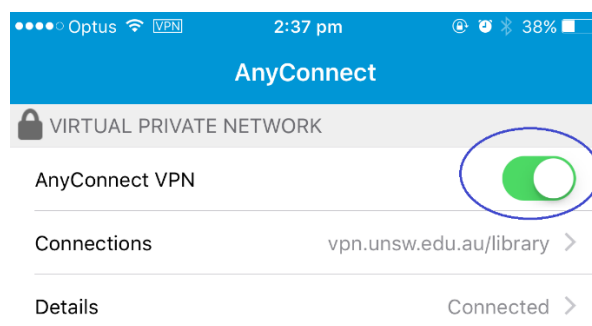 Optus VPN 2:37 pm 38%
AnyConnect
VIRTUAL PRIVATE NETWORK
AnyConnect VPN
Connections vpn.unsw.edu.au/library
Details Connected